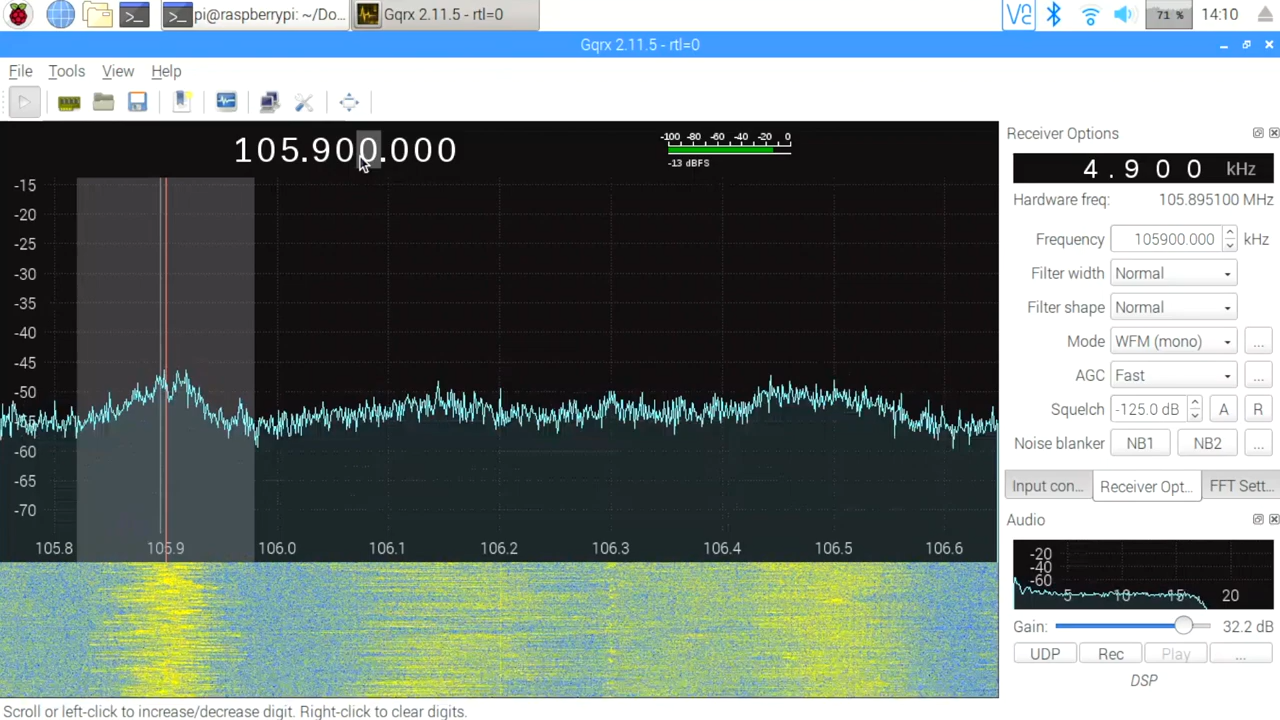 pi@raspberrypi: ~/Do...
Gqrx 2.11.5 - rtl=0
71 %
14:10
Gqrx 2.11.5 - rtl=0
File Tools View Help
105.900.000
-100 -80 -60 -40 -20 0
-13 dBFS
-15
-20
-25
-30
-35
-40
-45
-50
-55
-60
-65
-70
105.8 105.9 106.0 106.1 106.2 106.3 106.4 106.5 106.6
Receiver Options
4.900 kHz
Hardware freq: 105.895100 MHz
Frequency 105900.000 kHz
Filter width Normal
Filter shape Normal
Mode WFM (mono) ...
AGC Fast ...
Squelch -125.0 dB A R
Noise blanker NB1 NB2 ...
Input con... Receiver Opt... FFT Sett...
Audio
-20
-40
-60
5 10 15 20
Gain: 32.2 dB
UDP Rec Play ...
DSP
Scroll or left-click to increase/decrease digit. Right-click to clear digits.